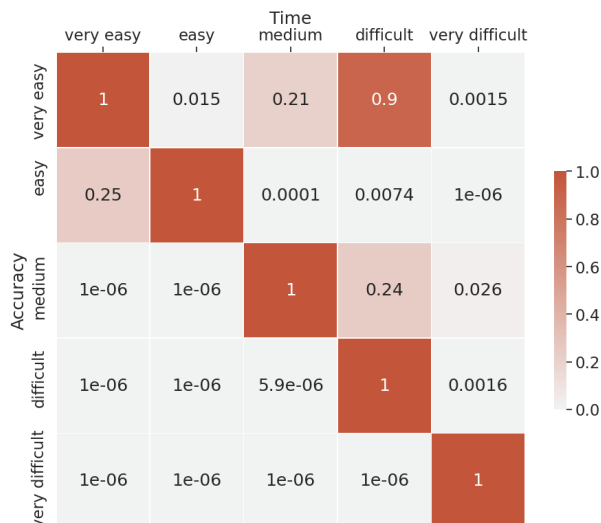 Time
very easy easy medium difficult very difficult
very easy 1 0.015 0.21 0.9 0.0015
easy 0.25 1 0.0001 0.0074 1e-06
Accuracy
medium 1e-06 1e-06 1 0.24 0.026
difficult 1e-06 1e-06 5.9e-06 1 0.0016
very difficult 1e-06 1e-06 1e-06 1e-06 1
1.0
0.8
0.6
0.4
0.2
0.0